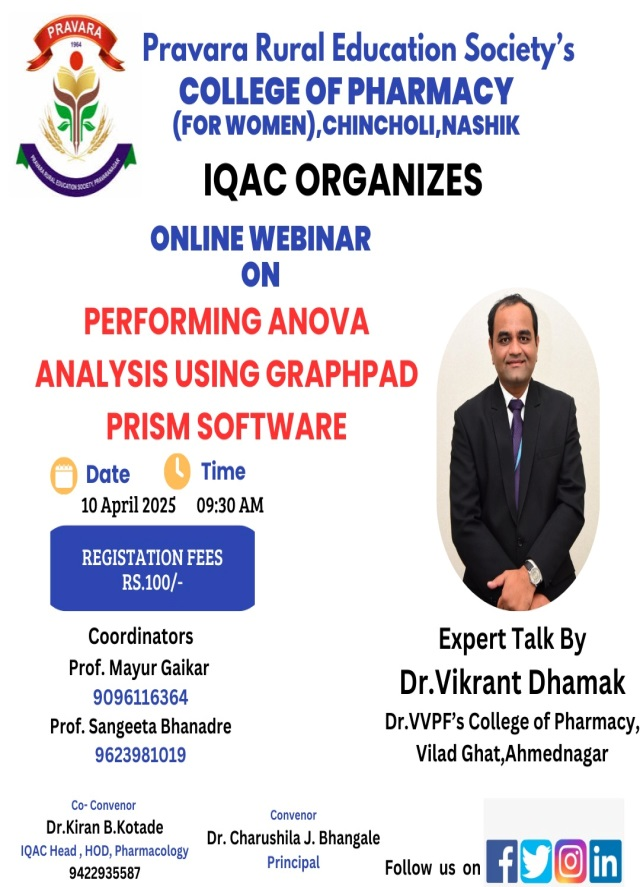 PRAVARA
1964
PRAVARA RURAL EDUCATION SOCIETY, PRAVARANAGAR
Pravara Rural Education Society's
COLLEGE OF PHARMACY
(FOR WOMEN),CHINCHOLI,NASHIK
IQAC ORGANIZES
ONLINE WEBINAR
ON
PERFORMING ANOVA
ANALYSIS USING GRAPHPAD
PRISM SOFTWARE
Date
Time
10 April 2025
09:30 AM
REGISTATION FEES
RS.100/-
Coordinators
Prof. Mayur Gaikar
9096116364
Prof. Sangeeta Bhanadre
9623981019
Expert Talk By
Dr.Vikrant Dhamak
Dr.VVPF's College of Pharmacy,
Vilad Ghat,Ahmednagar
Co- Convenor
Dr.Kiran B.Kotade
IQAC Head , HOD, Pharmacology
9422935587
Convenor
Dr. Charushila J. Bhangale
Principal
Follow us on